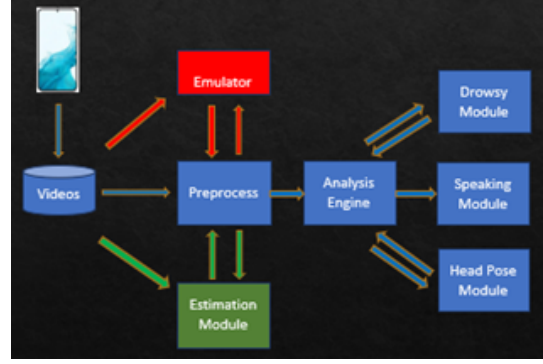 Emulator
Drowsy
Module
Videos
Preprocess
Analysis
Engine
Speaking
Module
Estimation
Module
Head Pose
Module